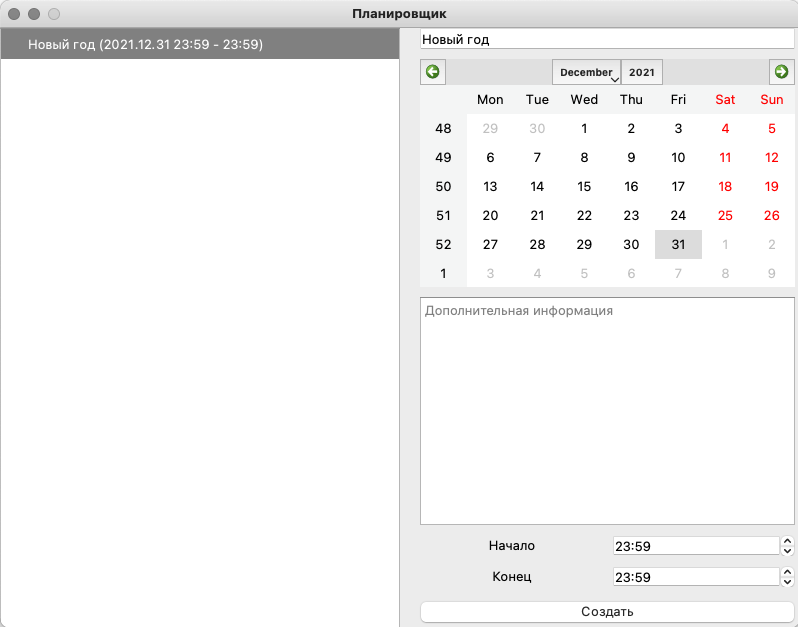 Планировщик
Новый год (2021.12.31 23:59 - 23:59)
Новый год
December 2021
Mon Tue Wed Thu Fri Sat Sun
48 29 30 1 2 3 4 5
49 6 7 8 9 10 11 12
50 13 14 15 16 17 18 19
51 20 21 22 23 24 25 26
52 27 28 29 30 31 1 2
1 3 4 5 6 7 8 9
Дополнительная информация
Начало 23:59
Конец 23:59
Создать